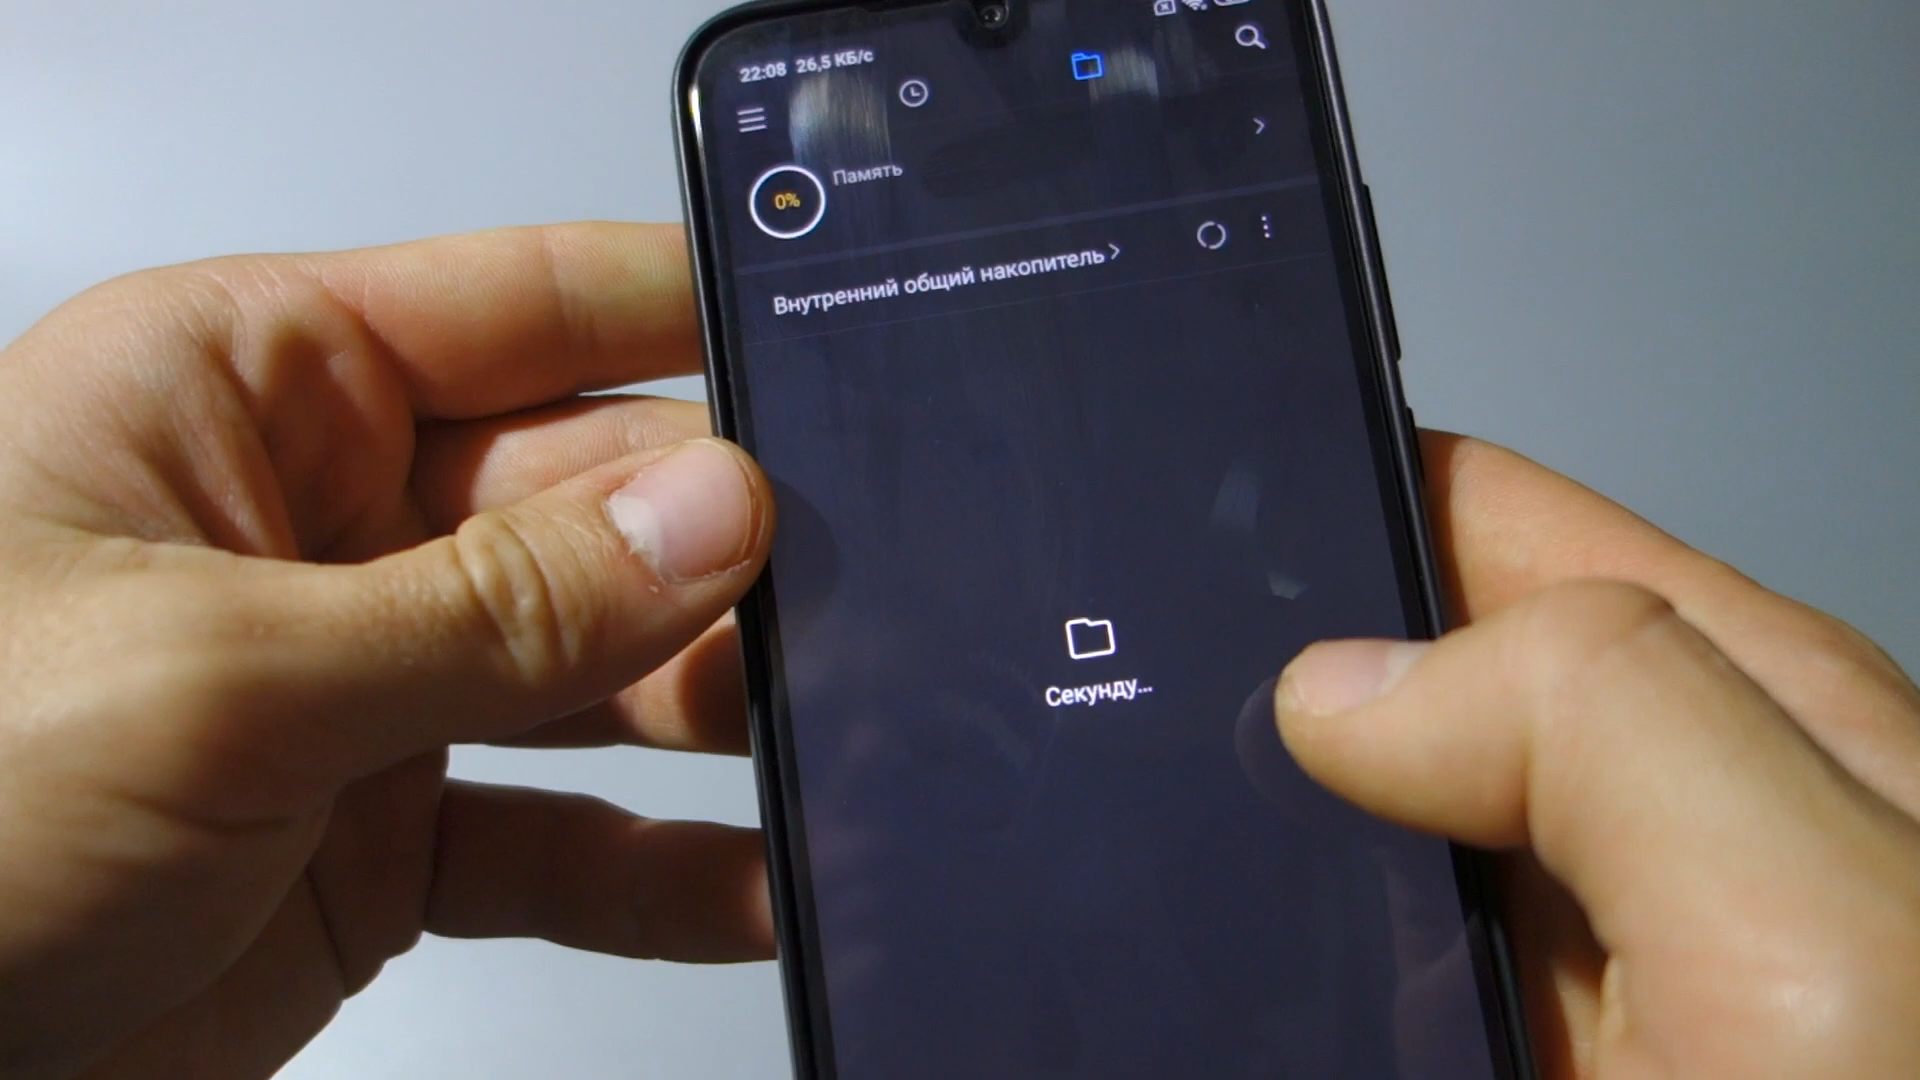 22:08 26,5 КБ/с
Память
0%
Внутренний общий накопитель
Секунду...